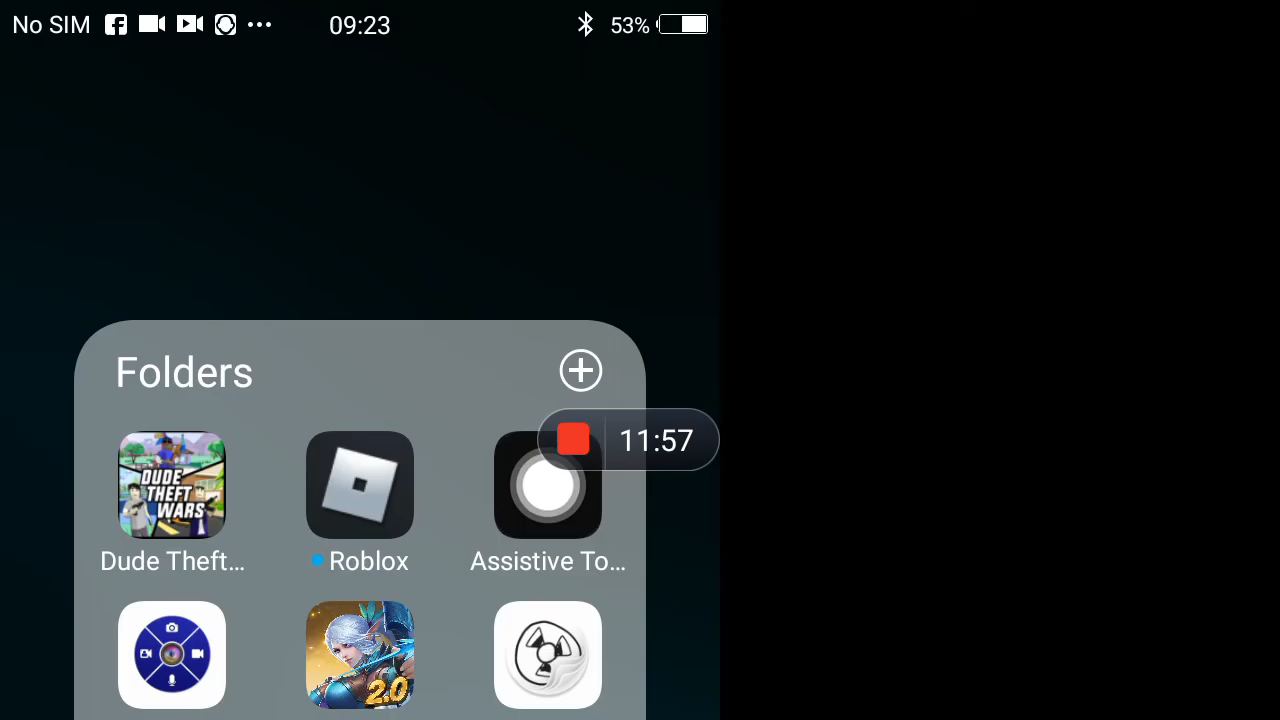 No SIM 09:23 53%
Folders
11:57
DUDE
THEFT
WARS
Dude Theft... Roblox Assistive To...
2.0